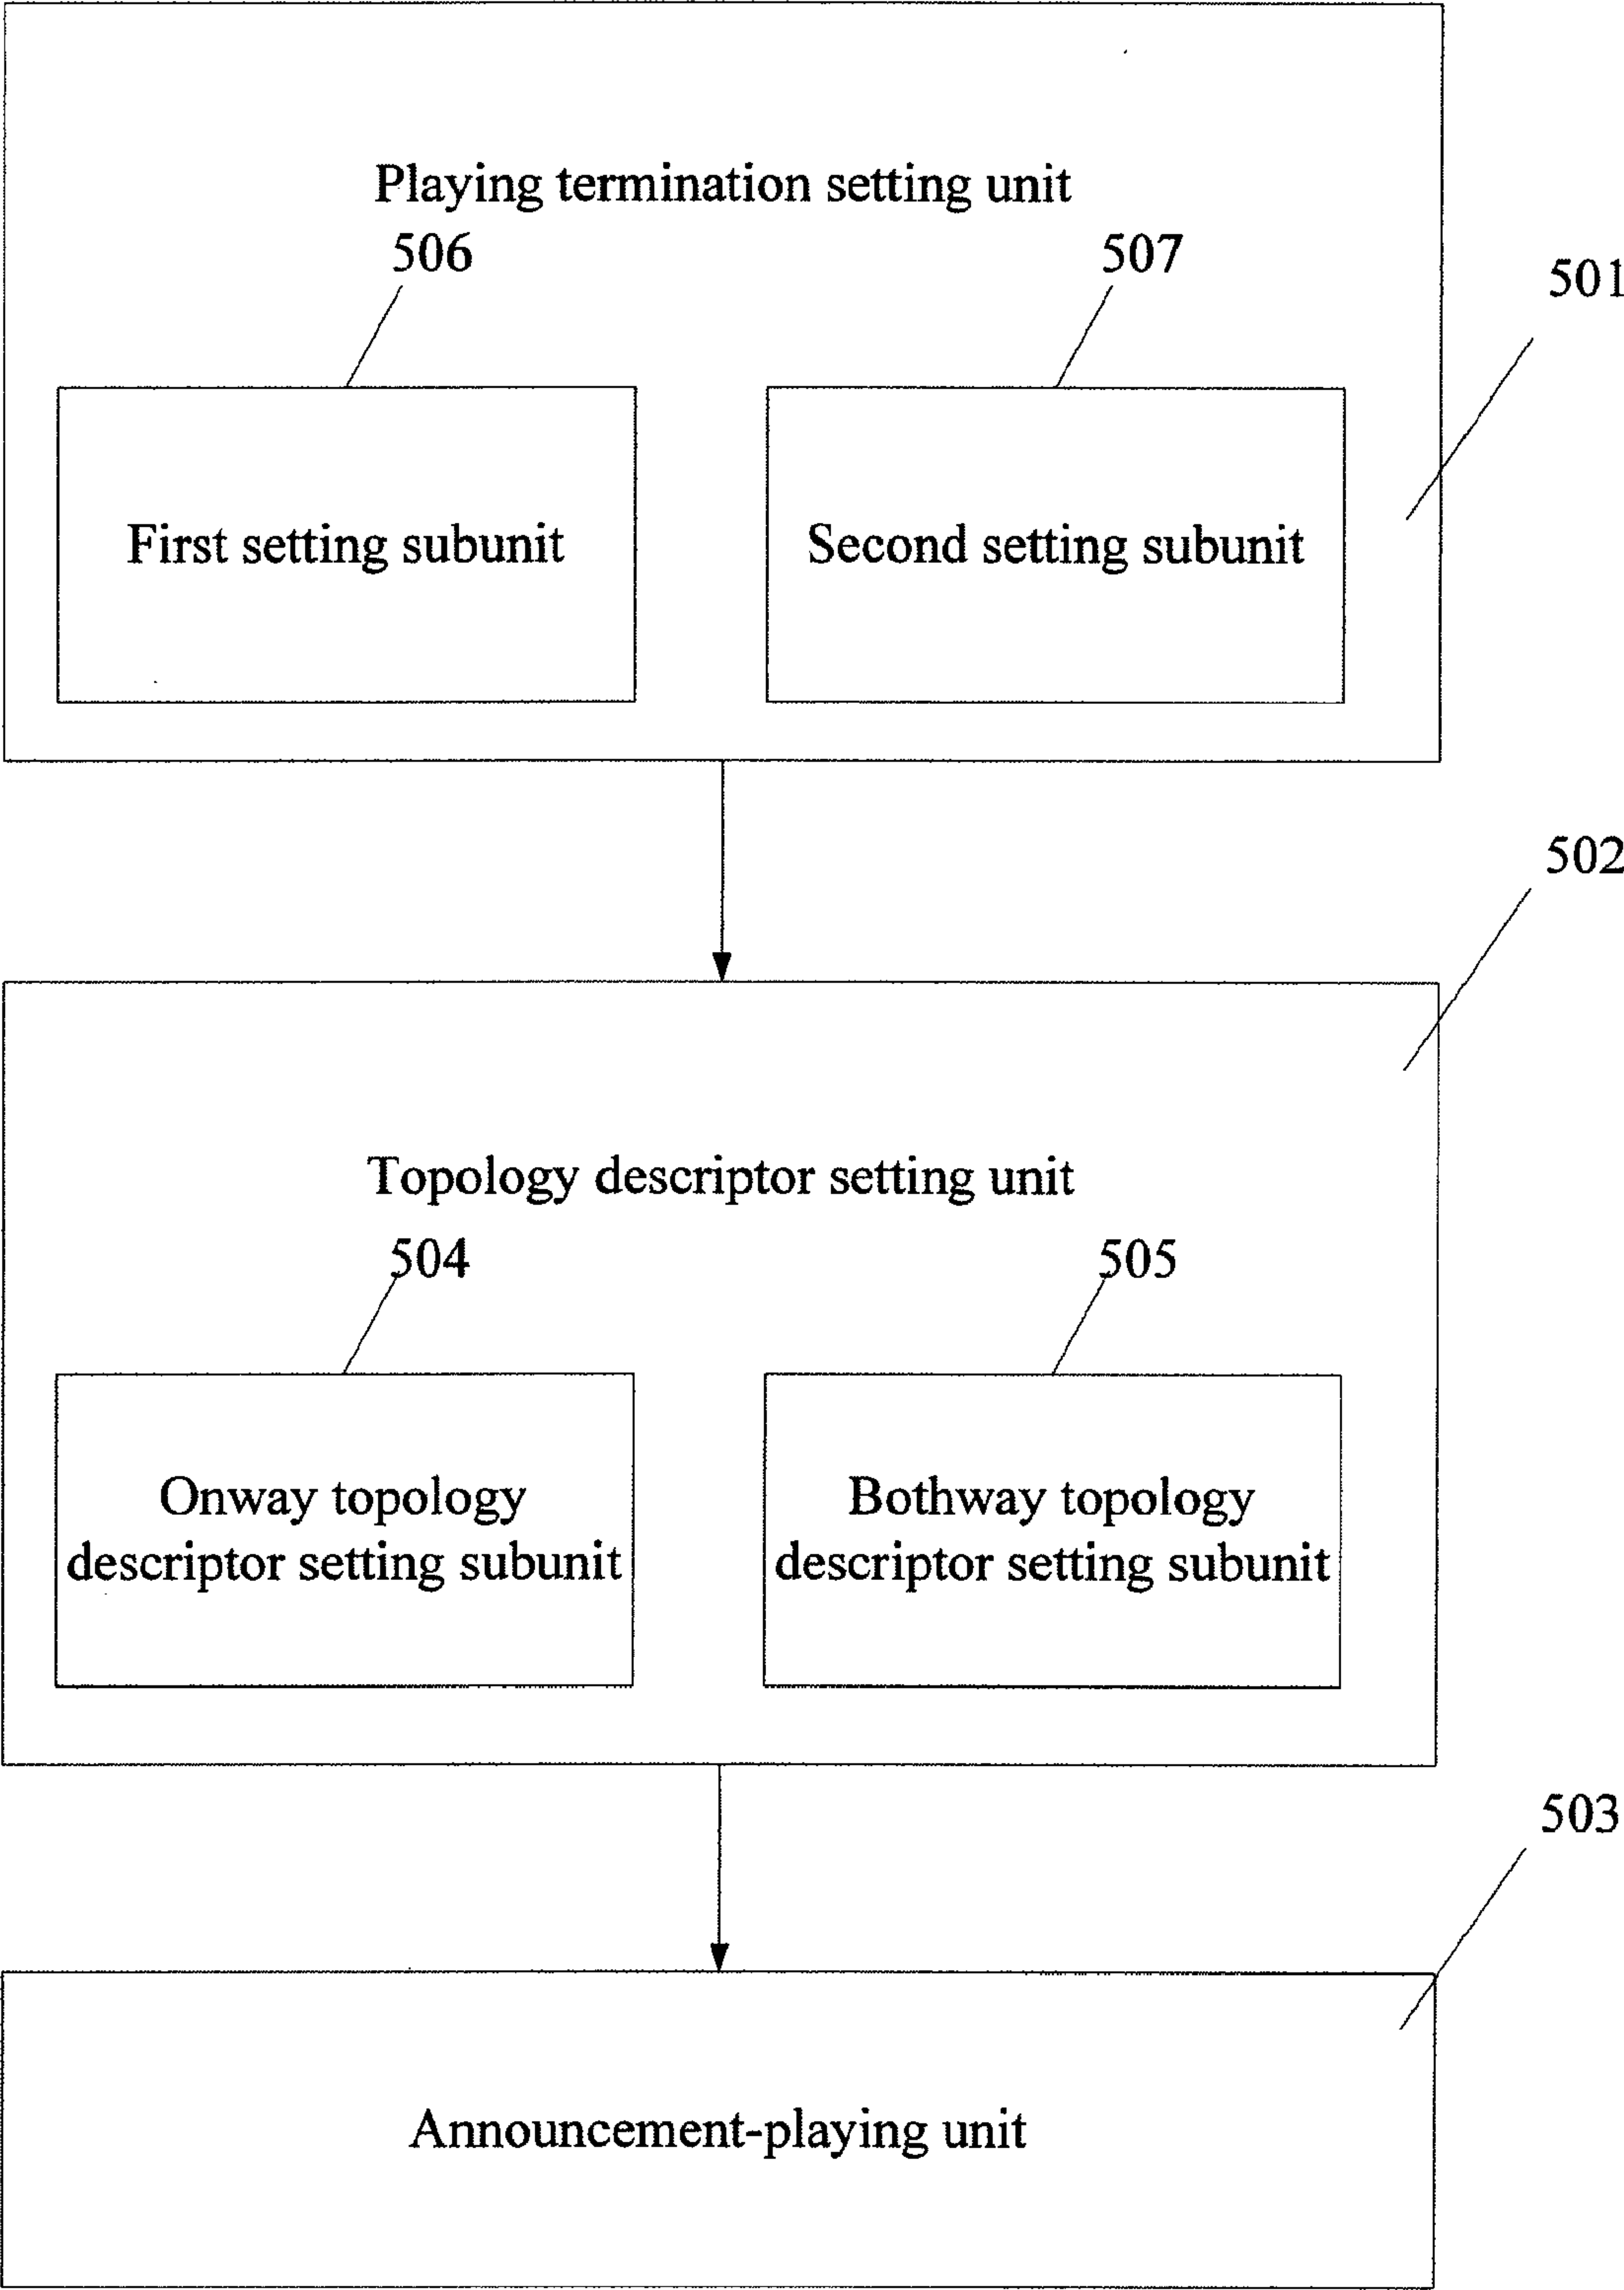 Playing termination setting unit
506
507
501
First setting subunit
Second setting subunit
502
Topology descriptor setting unit
504
505
Onway topology
descriptor setting subunit
Bothway topology
descriptor setting subunit
503
Announcement-playing unit